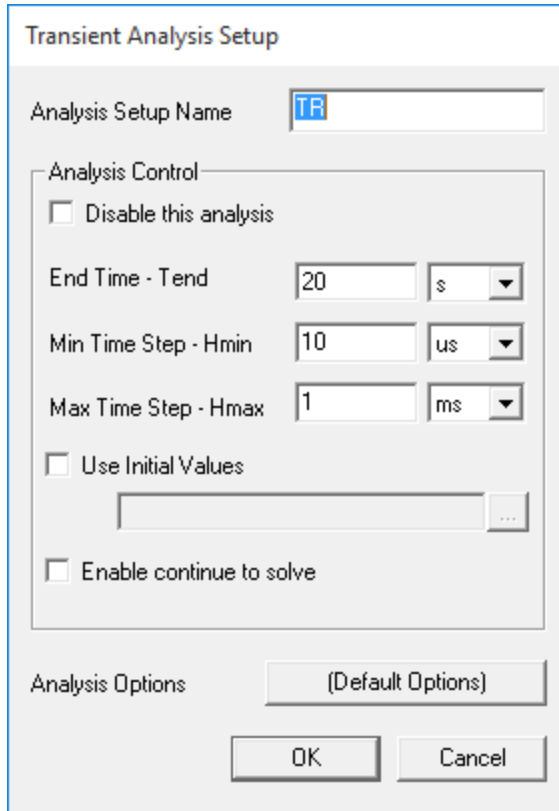 Transient Analysis Setup
Analysis Setup Name TR
Analysis Control
Disable this analysis
End Time - Tend 20 s
Min Time Step - Hmin 10 us
Max Time Step - Hmax 1 ms
Use Initial Values
...
Enable continue to solve
Analysis Options (Default Options)
OK Cancel